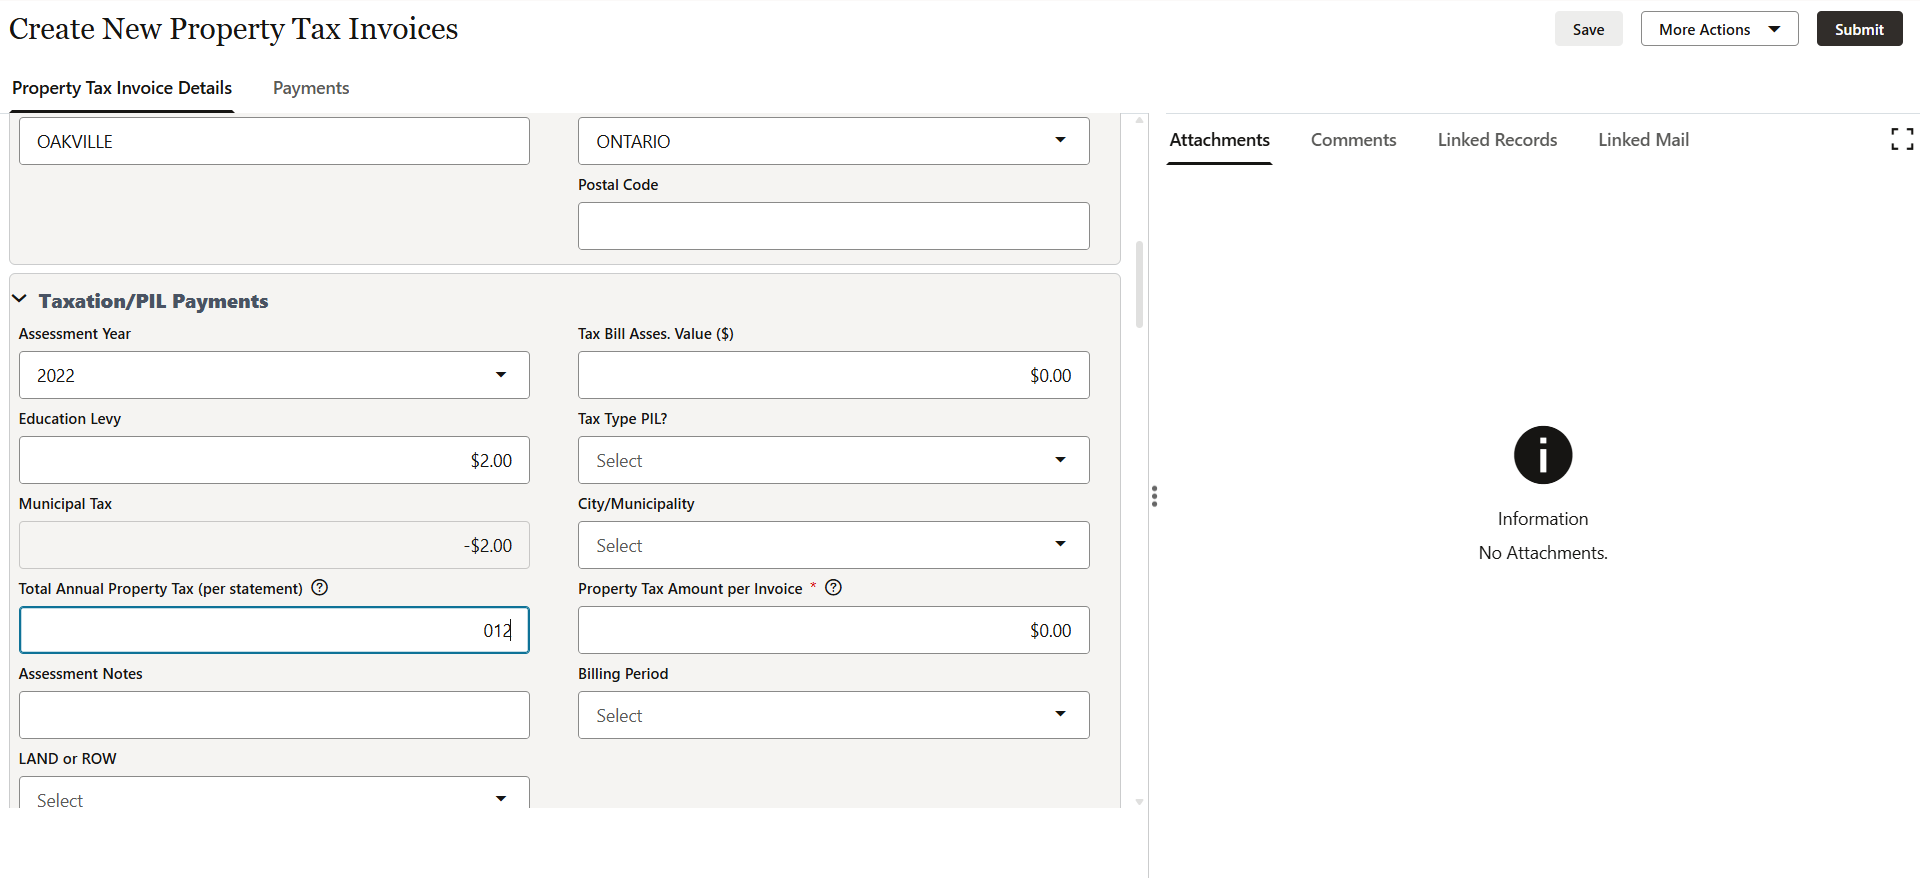 Create New Property Tax Invoices
Save
More Actions
Submit
Property Tax Invoice Details
Payments
OAKVILLE
ONTARIO
Postal Code
Taxation/PIL Payments
Assessment Year
Tax Bill Asses. Value ($)
2022
$0.00
Education Levy
Tax Type PIL?
$2.00
Select
Municipal Tax
City/Municipality
-$2.00
Select
Total Annual Property Tax (per statement)
Property Tax Amount per Invoice *
012
$0.00
Assessment Notes
Billing Period
Select
LAND or ROW
Select
Attachments
Comments
Linked Records
Linked Mail
Information
No Attachments.